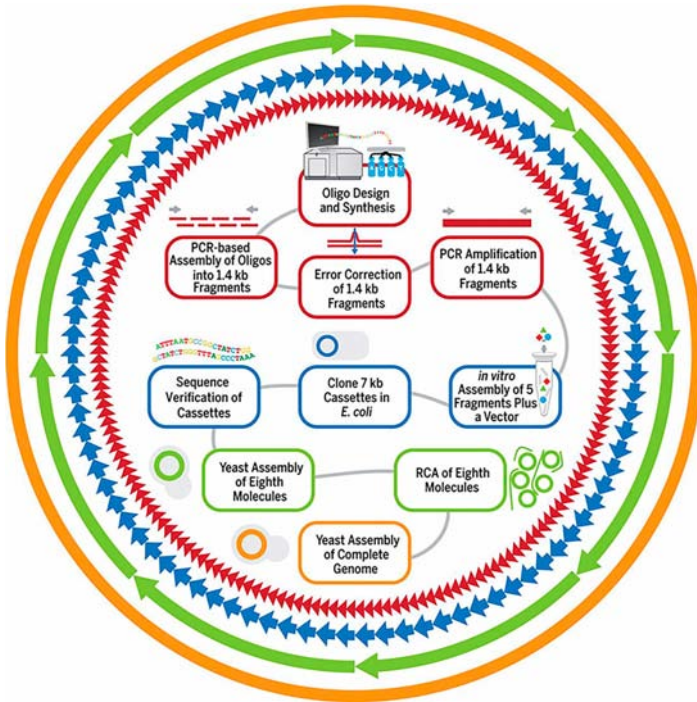 Oligo Design
and Synthesis
PCR-based
Assembly of Oligos
into 1.4 kb
Fragments
Error Correction
of 1.4 kb
Fragments
PCR Amplification
of 1.4 kb
Fragments
Sequence
Verification of
Cassettes
Clone 7 kb
Cassettes in
E. coli
in vitro
Assembly of 5
Fragments Plus
a Vector
Yeast Assembly
of Eighth
Molecules
RCA of Eighth
Molecules
Yeast Assembly
of Complete
Genome